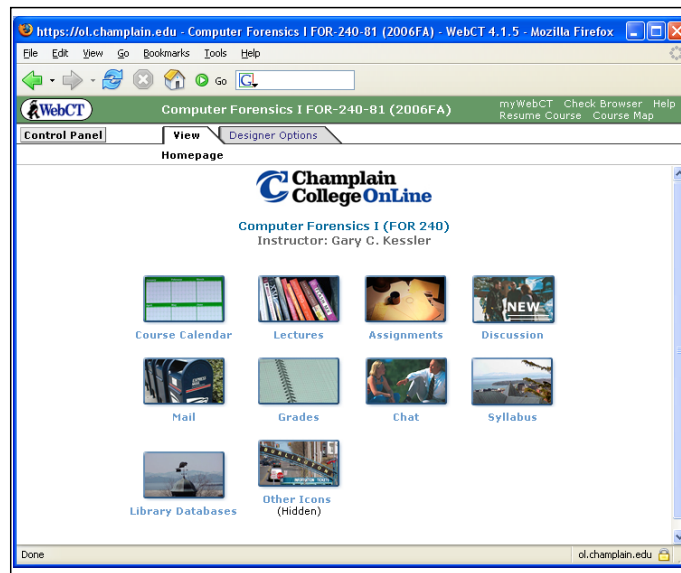 https://ol.champlain.edu - Computer Forensics I FOR-240-81 (2006FA) - WebCT 4.1.5 - Mozilla Firefox
File Edit View Go Bookmarks Tools Help
Go G
WebCT Computer Forensics I FOR-240-81 (2006FA) myWebCT Check Browser Help
Resume Course Course Map
Control Panel View Designer Options
Homepage
Champlain
College OnLine
Computer Forensics I (FOR 240)
Instructor: Gary C. Kessler
NEW
Course Calendar Lectures Assignments Discussion
EXPRESS
Mail Grades Chat Syllabus
BURLINGTON
Library Databases Other Icons
(Hidden)
Done ol.champlain.edu